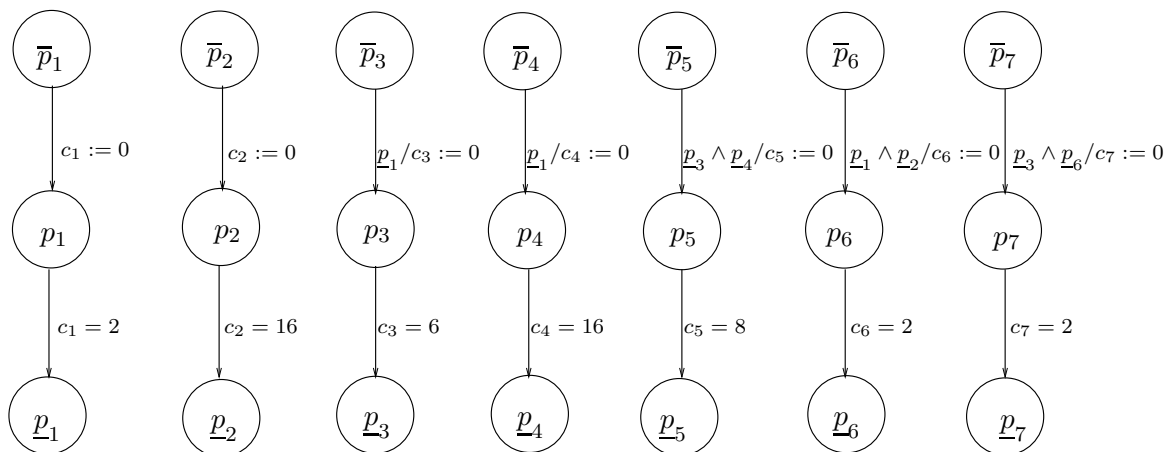 p̅₁ p̅₂ p̅₃ p̅₄ p̅₅ p̅₆ p̅₇
c₁ := 0 c₂ := 0 p̲₁/c₃ := 0 p̲₁/c₄ := 0 p̲₃ ∧ p̲₄/c₅ := 0 p̲₁ ∧ p̲₂/c₆ := 0 p̲₃ ∧ p̲₆/c₇ := 0
p₁ p₂ p₃ p₄ p₅ p₆ p₇
c₁ = 2 c₂ = 16 c₃ = 6 c₄ = 16 c₅ = 8 c₆ = 2 c₇ = 2
p̲₁ p̲₂ p̲₃ p̲₄ p̲₅ p̲₆ p̲₇